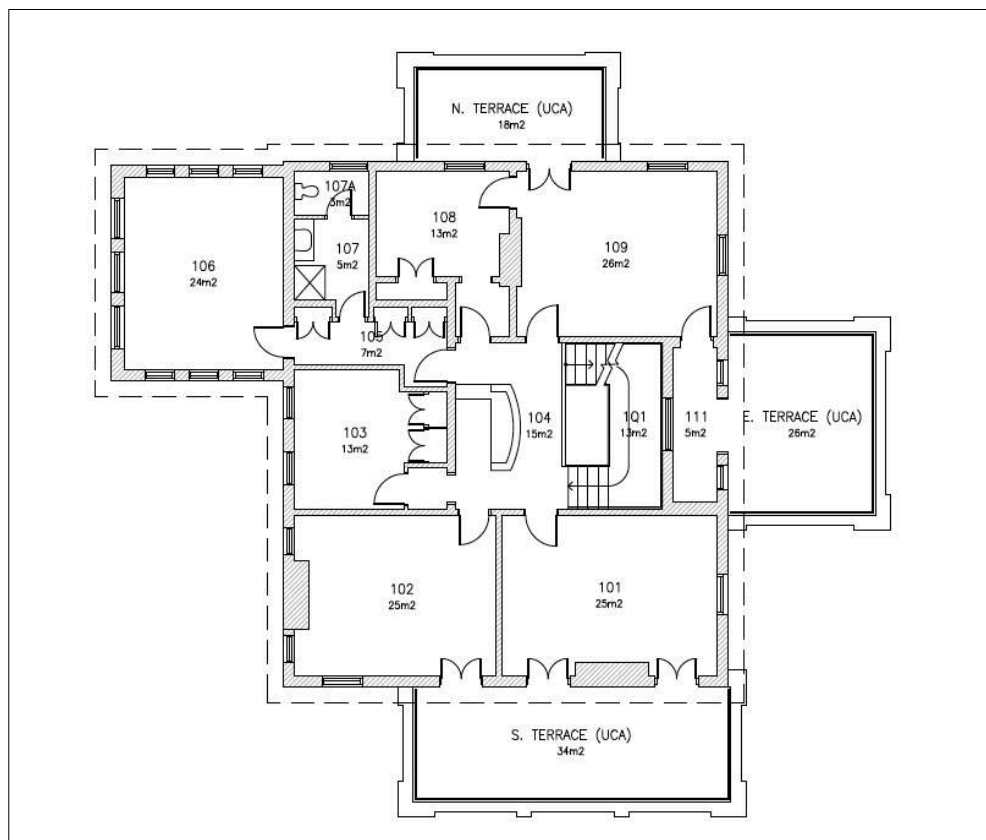 N. TERRACE (UCA)
18m2
107A
3m2
108
13m2
107
5m2
109
26m2
106
24m2
105
7m2
104
15m2
1Q1
13m2
111
5m2
E. TERRACE (UCA)
26m2
103
13m2
102
25m2
101
25m2
S. TERRACE (UCA)
34m2